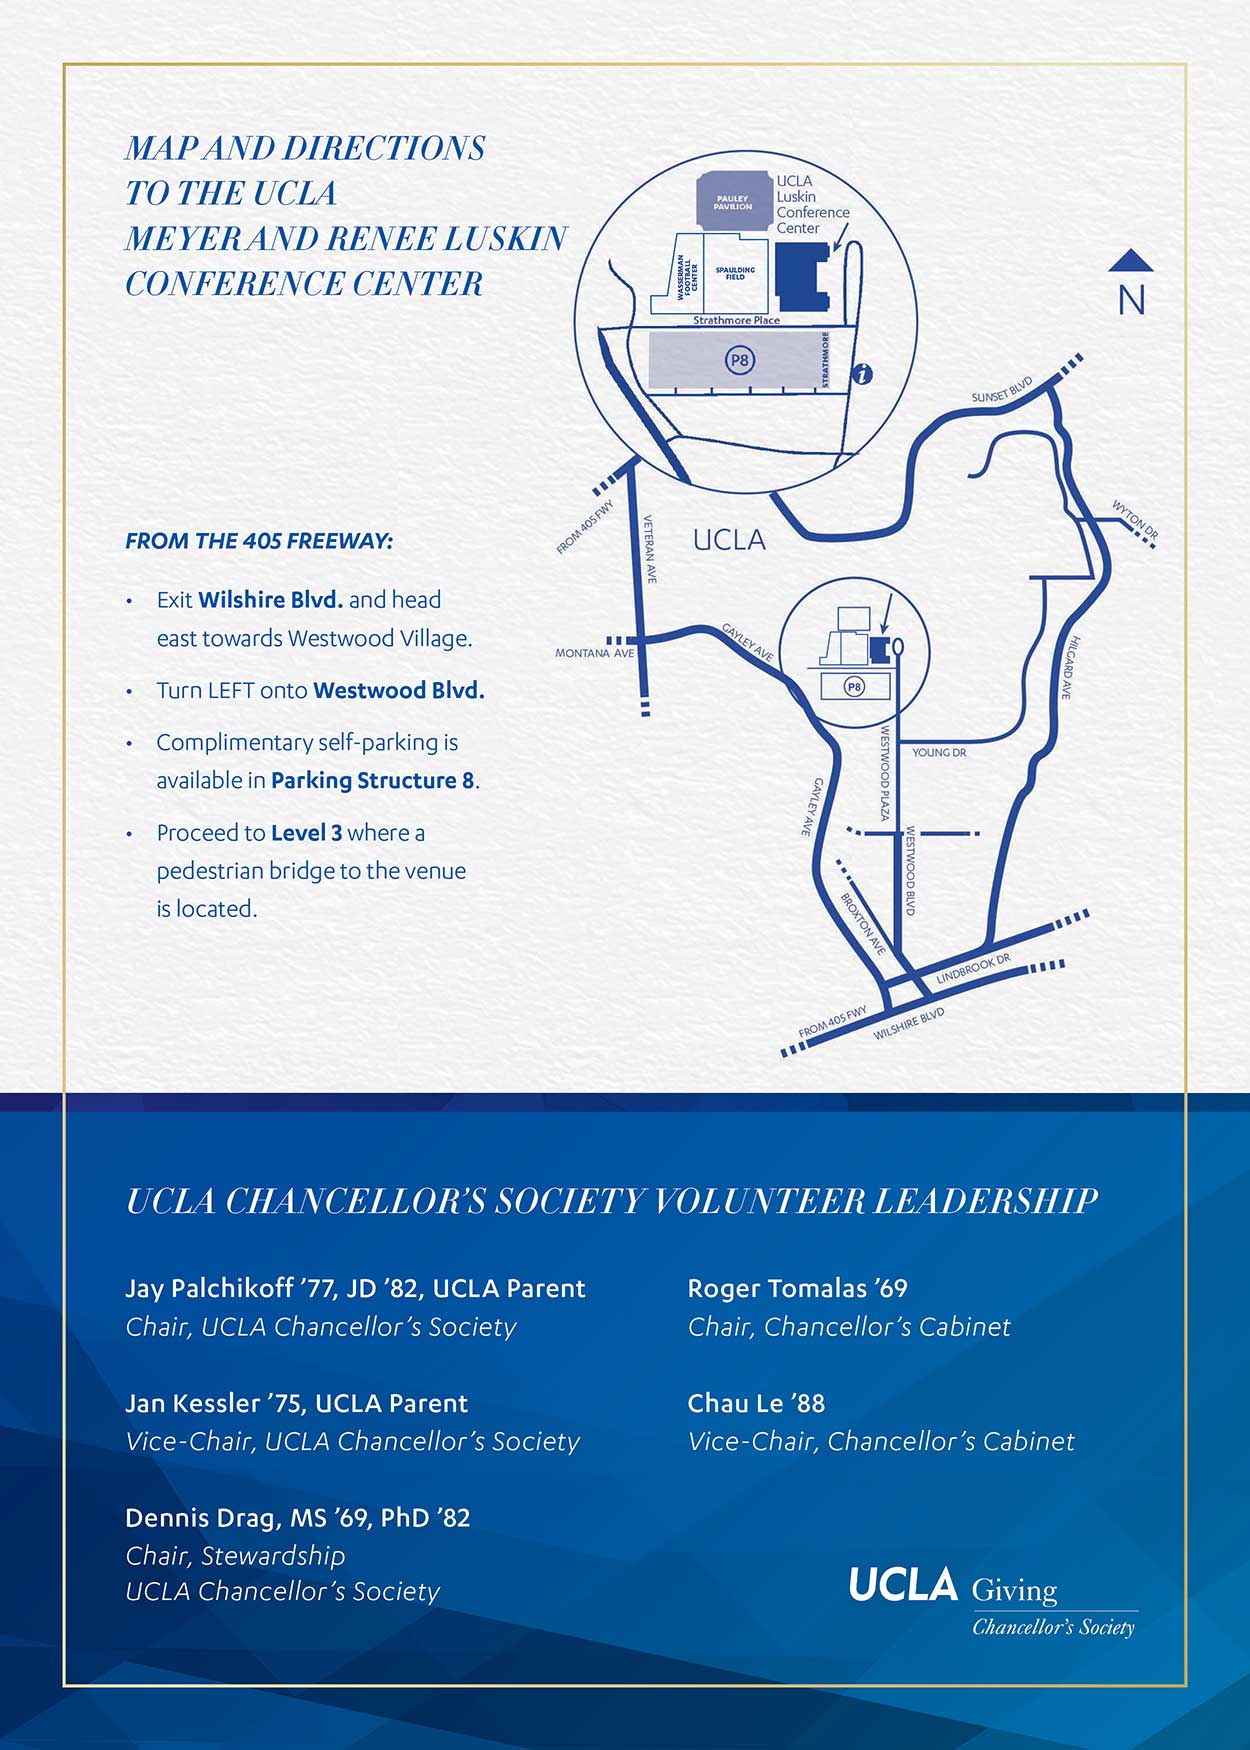 MAP AND DIRECTIONS
TO THE UCLA
MEYER AND RENEE LUSKIN
CONFERENCE CENTER
PAULEY
PAVILION
UCLA
Luskin
Conference
Center
WASSERMAN
FOOTBALL
CENTER
SPAULDING
FIELD
Strathmore Place
P8
STRATHMORE
i
N
SUNSET BLVD
WYTON DR
FROM 405 FWY
VETERAN AVE
UCLA
MONTANA AVE
GAYLEY AVE
P8
HILGARD AVE
WESTWOOD PLAZA
YOUNG DR
GAYLEY AVE
WESTWOOD BLVD
BROXTON AVE
LINDBROOK DR
FROM 405 FWY
WILSHIRE BLVD
FROM THE 405 FREEWAY:
• Exit Wilshire Blvd. and head
east towards Westwood Village.
• Turn LEFT onto Westwood Blvd.
• Complimentary self-parking is
available in Parking Structure 8.
• Proceed to Level 3 where a
pedestrian bridge to the venue
is located.
UCLA CHANCELLOR’S SOCIETY VOLUNTEER LEADERSHIP
Jay Palchikoff ’77, JD ’82, UCLA Parent
Chair, UCLA Chancellor’s Society
Jan Kessler ’75, UCLA Parent
Vice-Chair, UCLA Chancellor’s Society
Dennis Drag, MS ’69, PhD ’82
Chair, Stewardship
UCLA Chancellor’s Society
Roger Tomalas ’69
Chair, Chancellor’s Cabinet
Chau Le ’88
Vice-Chair, Chancellor’s Cabinet
UCLA Giving
Chancellor’s Society